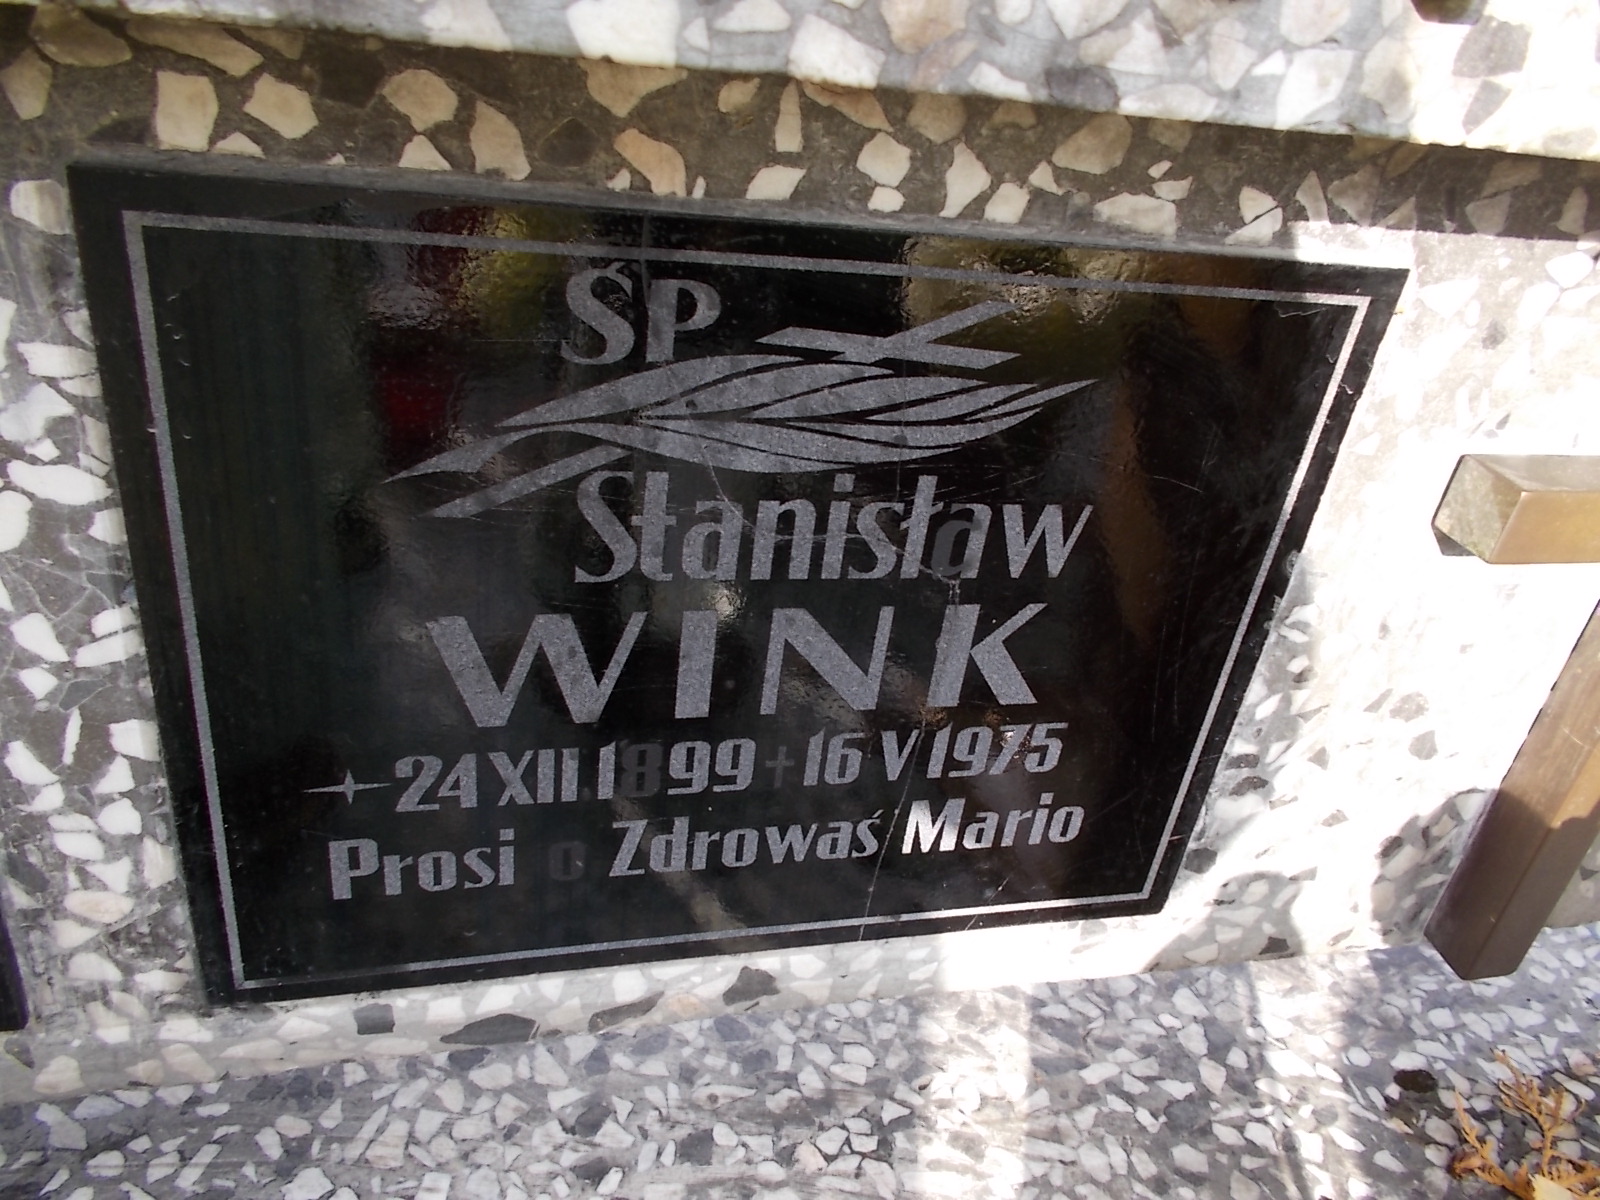 ŚP
Stanisław
WINK
24 XII 1899 + 16 V 1975
Prosi o Zdrowaś Mario